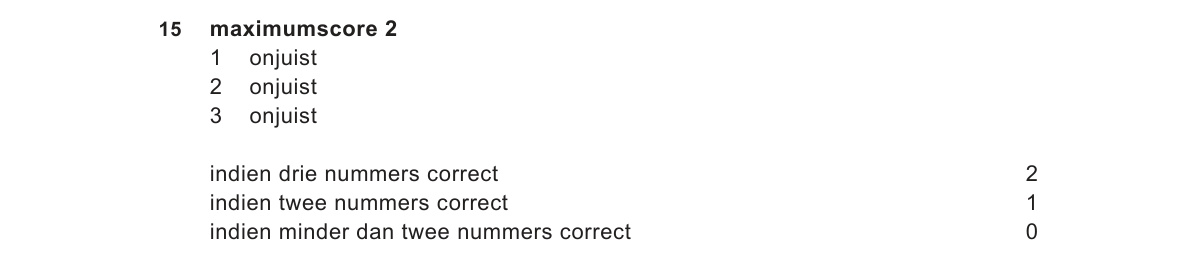 15 maximumscore 2
1 onjuist
2 onjuist
3 onjuist
indien drie nummers correct 2
indien twee nummers correct 1
indien minder dan twee nummers correct 0